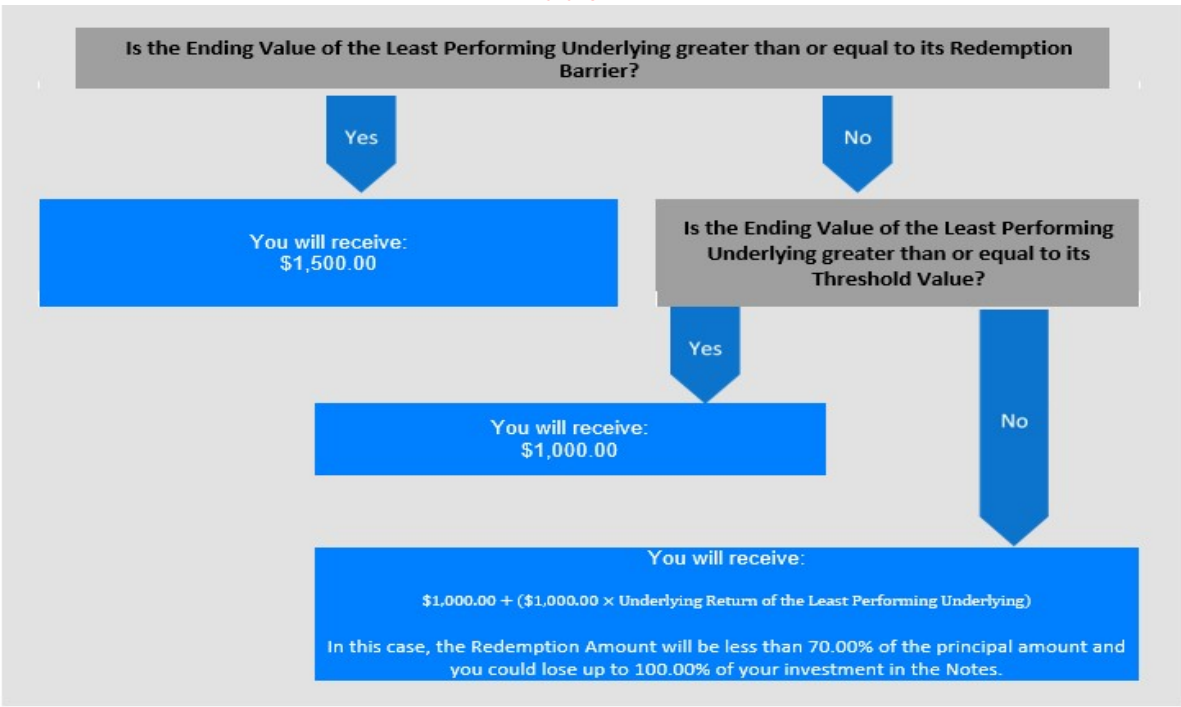 Is the Ending Value of the Least Performing Underlying greater than or equal to its Redemption
Barrier?
Yes
No
You will receive:
$1,500.00
Is the Ending Value of the Least Performing
Underlying greater than or equal to its
Threshold Value?
Yes
No
You will receive:
$1,000.00
You will receive:
$1,000.00 + ($1,000.00 × Underlying Return of the Least Performing Underlying)
In this case, the Redemption Amount will be less than 70.00% of the principal amount and
you could lose up to 100.00% of your investment in the Notes.